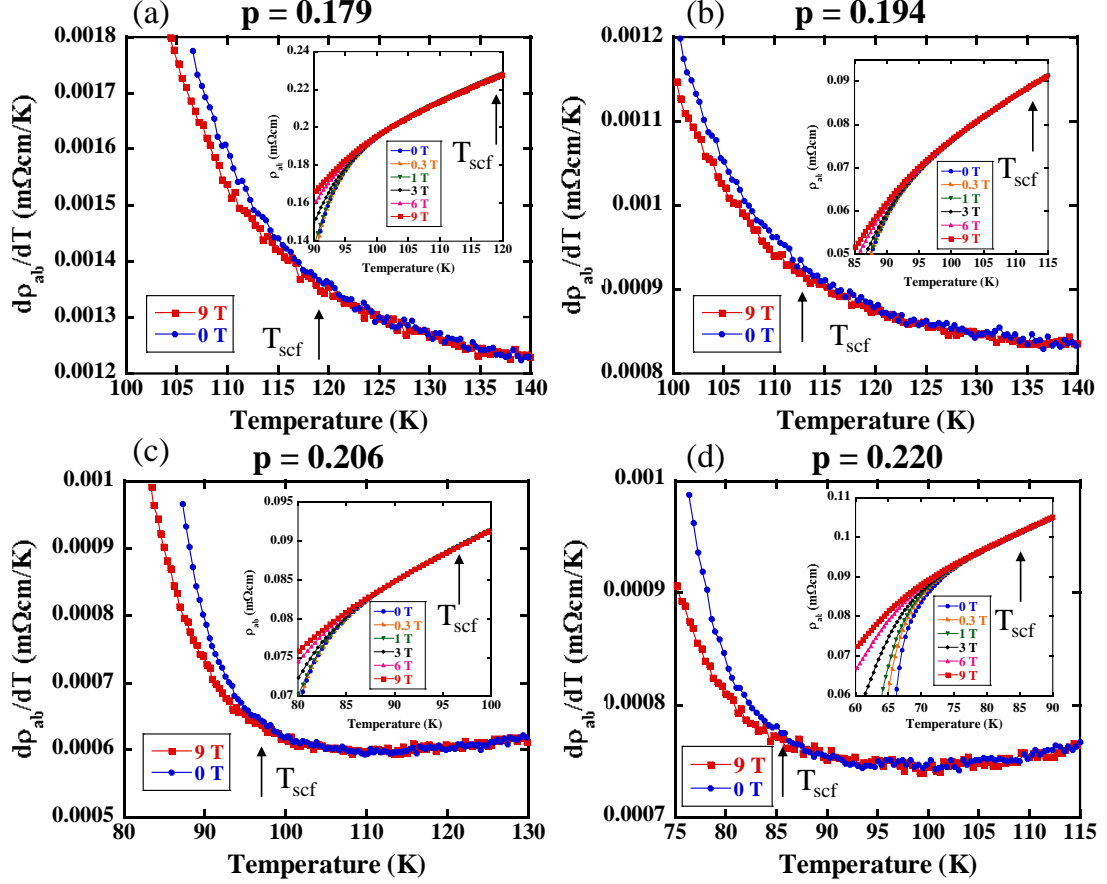 (a) p = 0.179
dρab/dT (mΩcm/K)
0.0018
0.0017
0.0016
0.0015
0.0014
0.0013
0.0012
100 105 110 115 120 125 130 135 140
Temperature (K)
9 T
0 T
Tscf
ρab (mΩcm)
0.24
0.22
0.2
0.18
0.16
0.14
90 95 100 105 110 115 120
Temperature (K)
0 T
0.3 T
1 T
3 T
6 T
9 T
Tscf
(b) p = 0.194
dρab/dT (mΩcm/K)
0.0012
0.0011
0.001
0.0009
0.0008
100 105 110 115 120 125 130 135 140
Temperature (K)
9 T
0 T
Tscf
ρab (mΩcm)
0.09
0.08
0.07
0.06
0.05
85 90 95 100 105 110 115
Temperature (K)
0 T
0.3 T
1 T
3 T
6 T
9 T
Tscf
(c) p = 0.206
dρab/dT (mΩcm/K)
0.001
0.0009
0.0008
0.0007
0.0006
0.0005
80 90 100 110 120 130
Temperature (K)
9 T
0 T
Tscf
ρab (mΩcm)
0.095
0.09
0.085
0.08
0.075
0.07
80 85 90 95 100
Temperature (K)
0 T
0.3 T
1 T
3 T
6 T
9 T
Tscf
(d) p = 0.220
dρab/dT (mΩcm/K)
0.001
0.0009
0.0008
0.0007
75 80 85 90 95 100 105 110 115
Temperature (K)
9 T
0 T
Tscf
ρab (mΩcm)
0.11
0.1
0.09
0.08
0.07
0.06
60 65 70 75 80 85 90
Temperature (K)
0 T
0.3 T
1 T
3 T
6 T
9 T
Tscf